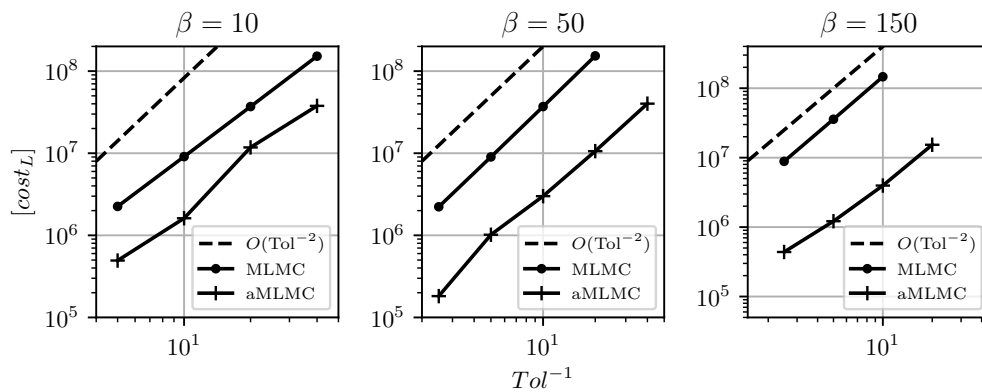 β = 10
β = 50
β = 150
[cost_L]
10^8
10^7
10^6
10^5
10^1
O(Tol^{-2})
MLMC
aMLMC
10^8
10^7
10^6
10^5
10^1
O(Tol^{-2})
MLMC
aMLMC
10^8
10^7
10^6
10^5
10^1
O(Tol^{-2})
MLMC
aMLMC
Tol^{-1}